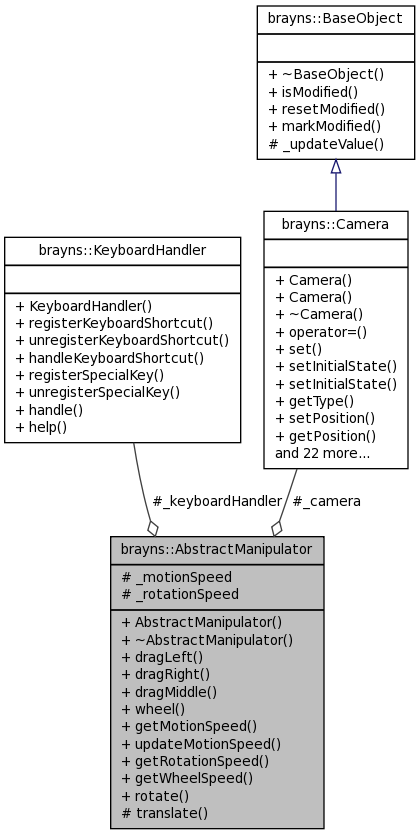 brayns::BaseObject
+ ~BaseObject()
+ isModified()
+ resetModified()
+ markModified()
# _updateValue()
brayns::Camera
+ Camera()
+ Camera()
+ ~Camera()
+ operator=()
+ set()
+ setInitialState()
+ setInitialState()
+ getType()
+ setPosition()
+ getPosition()
and 22 more...
brayns::KeyboardHandler
+ KeyboardHandler()
+ registerKeyboardShortcut()
+ unregisterKeyboardShortcut()
+ handleKeyboardShortcut()
+ registerSpecialKey()
+ unregisterSpecialKey()
+ handle()
+ help()
#_keyboardHandler
#_camera
brayns::AbstractManipulator
# _motionSpeed
# _rotationSpeed
+ AbstractManipulator()
+ ~AbstractManipulator()
+ dragLeft()
+ dragRight()
+ dragMiddle()
+ wheel()
+ getMotionSpeed()
+ updateMotionSpeed()
+ getRotationSpeed()
+ getWheelSpeed()
+ rotate()
# translate()